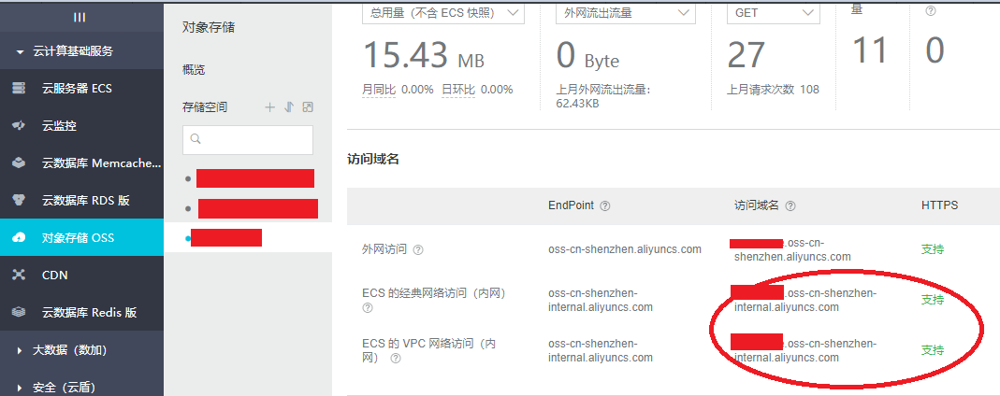 云计算基础服务
云服务器 ECS
云监控
云数据库 Memcache...
云数据库 RDS 版
对象存储 OSS
CDN
云数据库 Redis 版
大数据（数加）
安全（云盾）
对象存储
概览
存储空间
总用量（不含 ECS 快照）
外网流出流量
GET
量
15.43 MB
0 Byte
27
11
0
月同比 0.00% 日环比 0.00%
上月外网流出流量：
62.43KB
上月请求次数 108
访问域名
EndPoint
访问域名
HTTPS
外网访问
oss-cn-shenzhen.aliyuncs.com
.oss-cn-
shenzhen.aliyuncs.com
支持
ECS 的经典网络访问（内网）
oss-cn-shenzhen-
internal.aliyuncs.com
.oss-cn-shenzhen-
internal.aliyuncs.com
支持
ECS 的 VPC 网络访问（内
网）
oss-cn-shenzhen-
internal.aliyuncs.com
.oss-cn-shenzhen-
internal.aliyuncs.com
支持